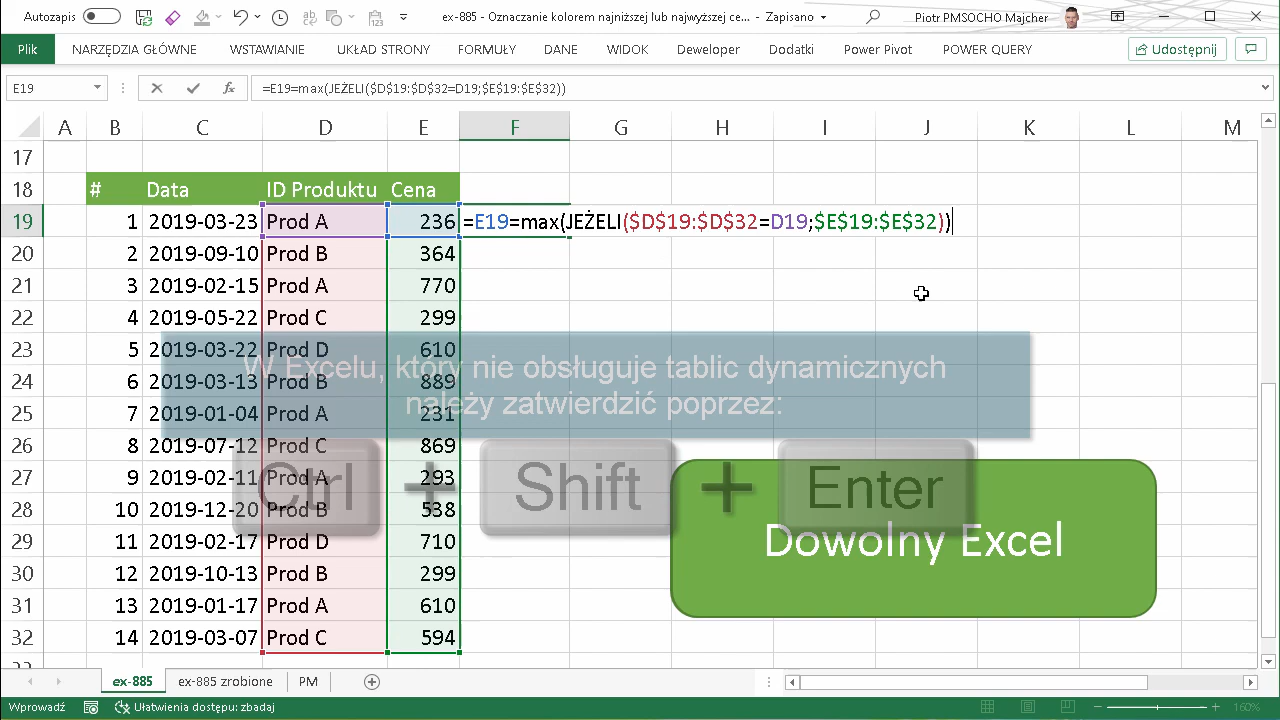 Autozapis
ex-885 - Oznaczanie kolorem najniższej lub najwyższej ce... - Zapisano
Piotr PMSOCHO Majcher
Plik NARZĘDZIA GŁÓWNE WSTAWIANIE UKŁAD STRONY FORMUŁY DANE WIDOK Deweloper Dodatki Power Pivot POWER QUERY Udostępnij
E19 fx =E19=max(JEŻELI($D$19:$D$32=D19;$E$19:$E$32))
A B C D E F G H I J K L M
17
18 # Data ID Produktu Cena
19 1 2019-03-23 Prod A 236 =E19=max(JEŻELI($D$19:$D$32=D19;$E$19:$E$32))
20 2 2019-09-10 Prod B 364
21 3 2019-02-15 Prod A 770
22 4 2019-05-22 Prod C 299
23 5 2019-03-22 Prod D 610
W Excelu, który nie obsługuje tablic dynamicznych
24 6 2019-03-13 Prod B 889
należy zatwierdzić poprzez:
25 7 2019-01-04 Prod A 231
26 8 2019-07-12 Prod C 869
27 9 2019-02-11 Prod A 293
Ctrl + Shift + Enter
28 10 2019-12-20 Prod B 538
29 11 2019-02-17 Prod D 710
Dowolny Excel
30 12 2019-10-13 Prod B 299
31 13 2019-01-17 Prod A 610
32 14 2019-03-07 Prod C 594
ex-885 ex-885 zrobione PM
Wprowadź Ułatwienia dostępu: zbadaj 160%